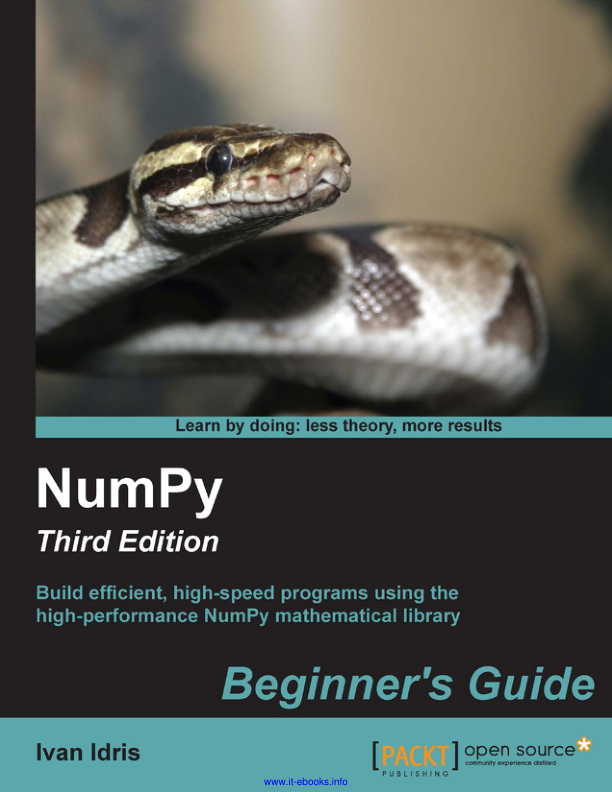 Learn by doing: less theory, more results
NumPy
Third Edition
Build efficient, high-speed programs using the
high-performance NumPy mathematical library
Beginner's Guide
Ivan Idris
[PACKT] open source*
PUBLISHING community experience distilled
www.it-ebooks.info